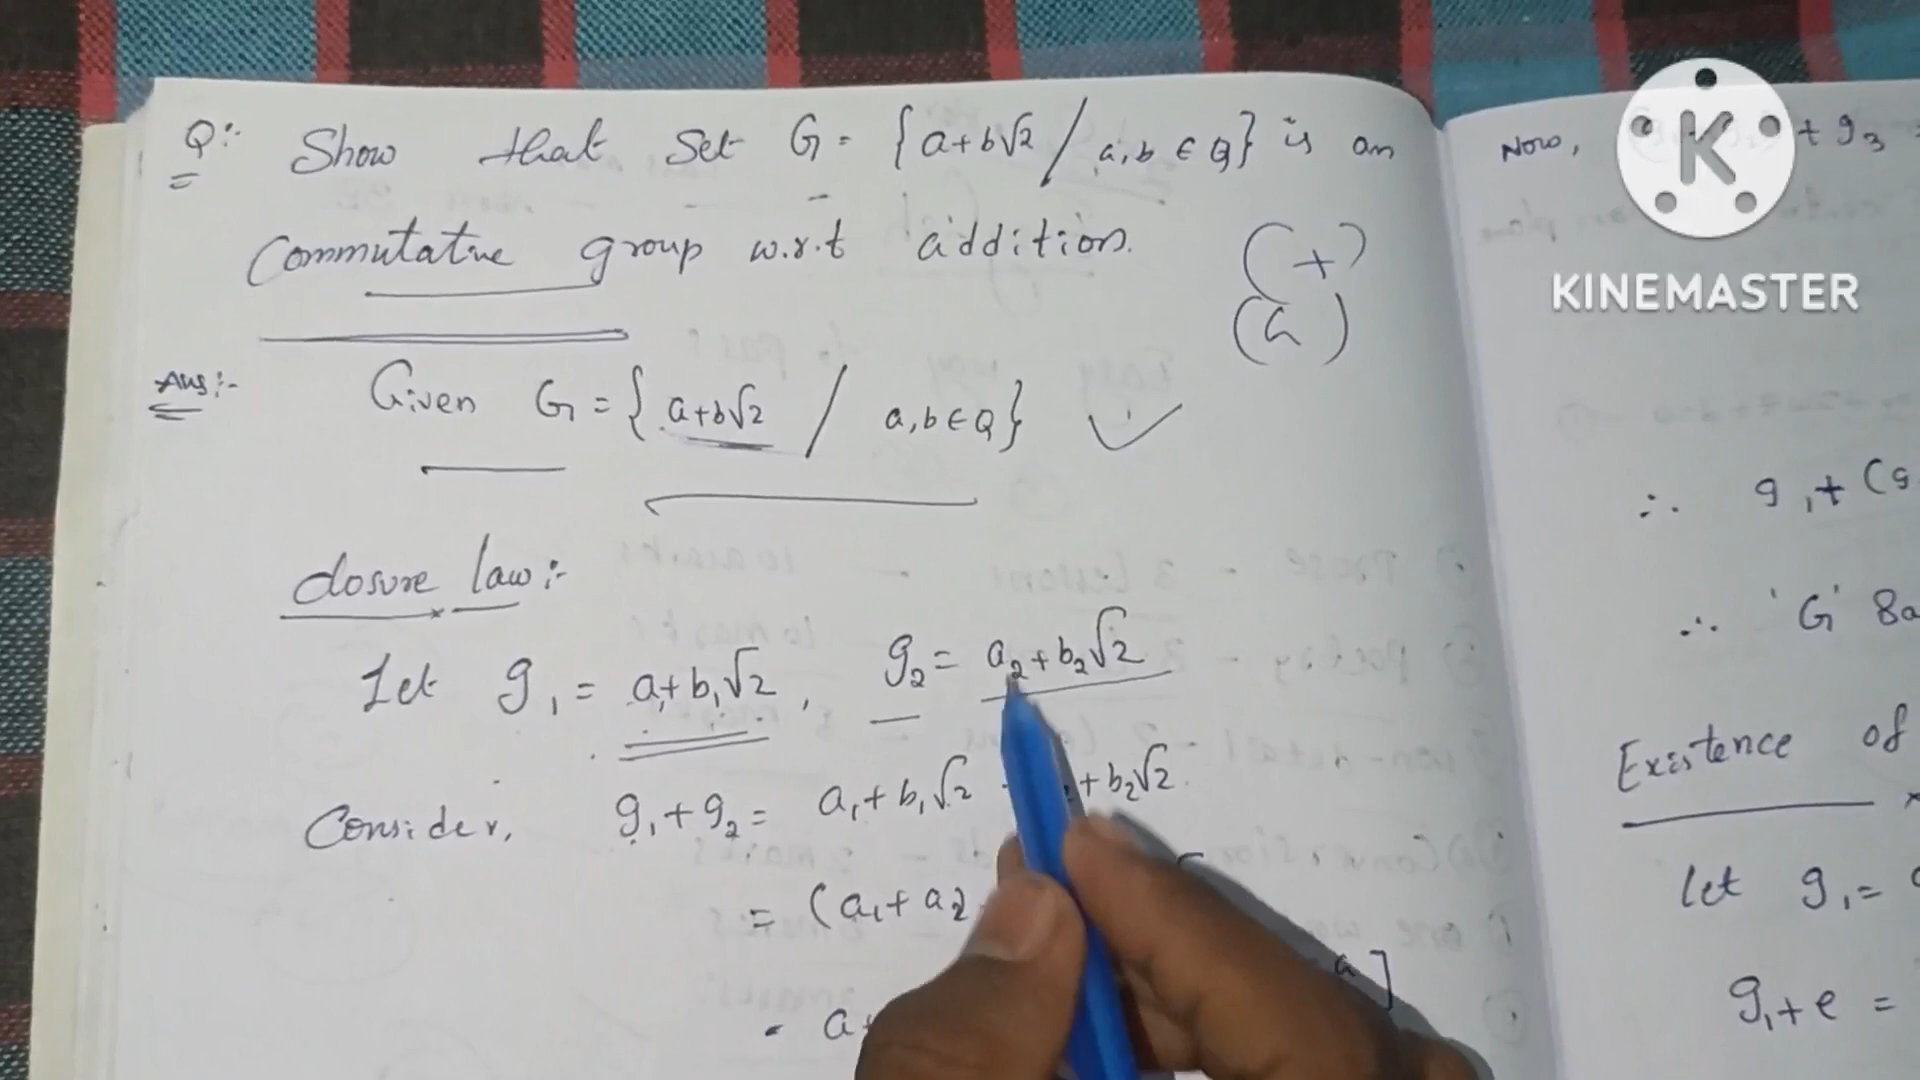 Q:- Show that set G = {a+b√2 / a,b ∈ Q} is an
commutative group w.r.t addition.
(+)
(a)
Ans:- Given G = {a+b√2 / a,b ∈ Q}
closure law:-
Let g₁ = a₁+b₁√2, g₂ = a₂+b₂√2
Consider, g₁+g₂ = a₁+b₁√2 + b₂√2
= (a₁+a₂
= a+
Now, + g₃ =
KINEMASTER
∴ g₁+(g
∴ 'G' Sa
Existence of
let g₁ =
g₁+e =